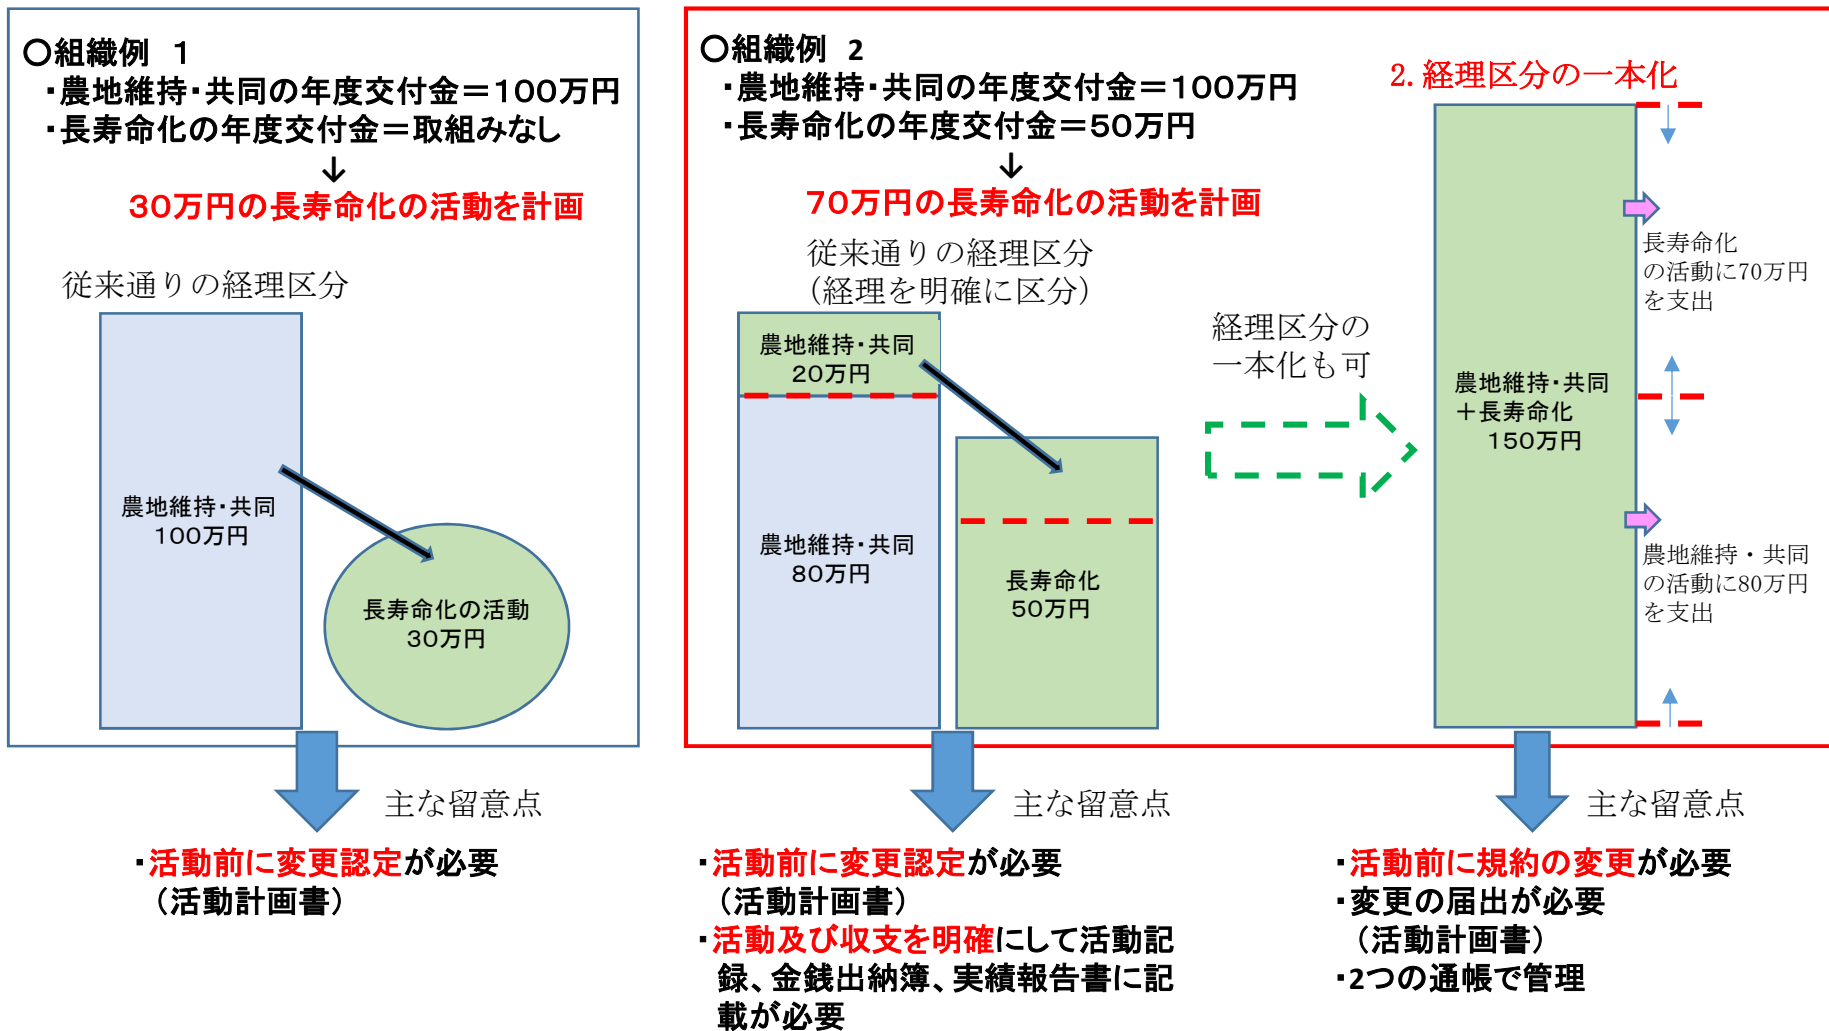 〇組織例 1
・農地維持・共同の年度交付金＝100万円
・長寿命化の年度交付金＝取組みなし
↓
30万円の長寿命化の活動を計画
従来通りの経理区分
農地維持・共同
100万円
長寿命化の活動
30万円
主な留意点
・活動前に変更認定が必要
（活動計画書）
〇組織例 2
・農地維持・共同の年度交付金＝100万円
・長寿命化の年度交付金＝50万円
↓
70万円の長寿命化の活動を計画
従来通りの経理区分
（経理を明確に区分）
農地維持・共同
20万円
農地維持・共同
80万円
長寿命化
50万円
経理区分の
一本化も可
主な留意点
・活動前に変更認定が必要
（活動計画書）
・活動及び収支を明確にして活動記
録、金銭出納簿、実績報告書に記
載が必要
2. 経理区分の一本化
農地維持・共同
＋長寿命化
150万円
長寿命化
の活動に70万円
を支出
農地維持・共同
の活動に80万円
を支出
主な留意点
・活動前に規約の変更が必要
・変更の届出が必要
（活動計画書）
・2つの通帳で管理